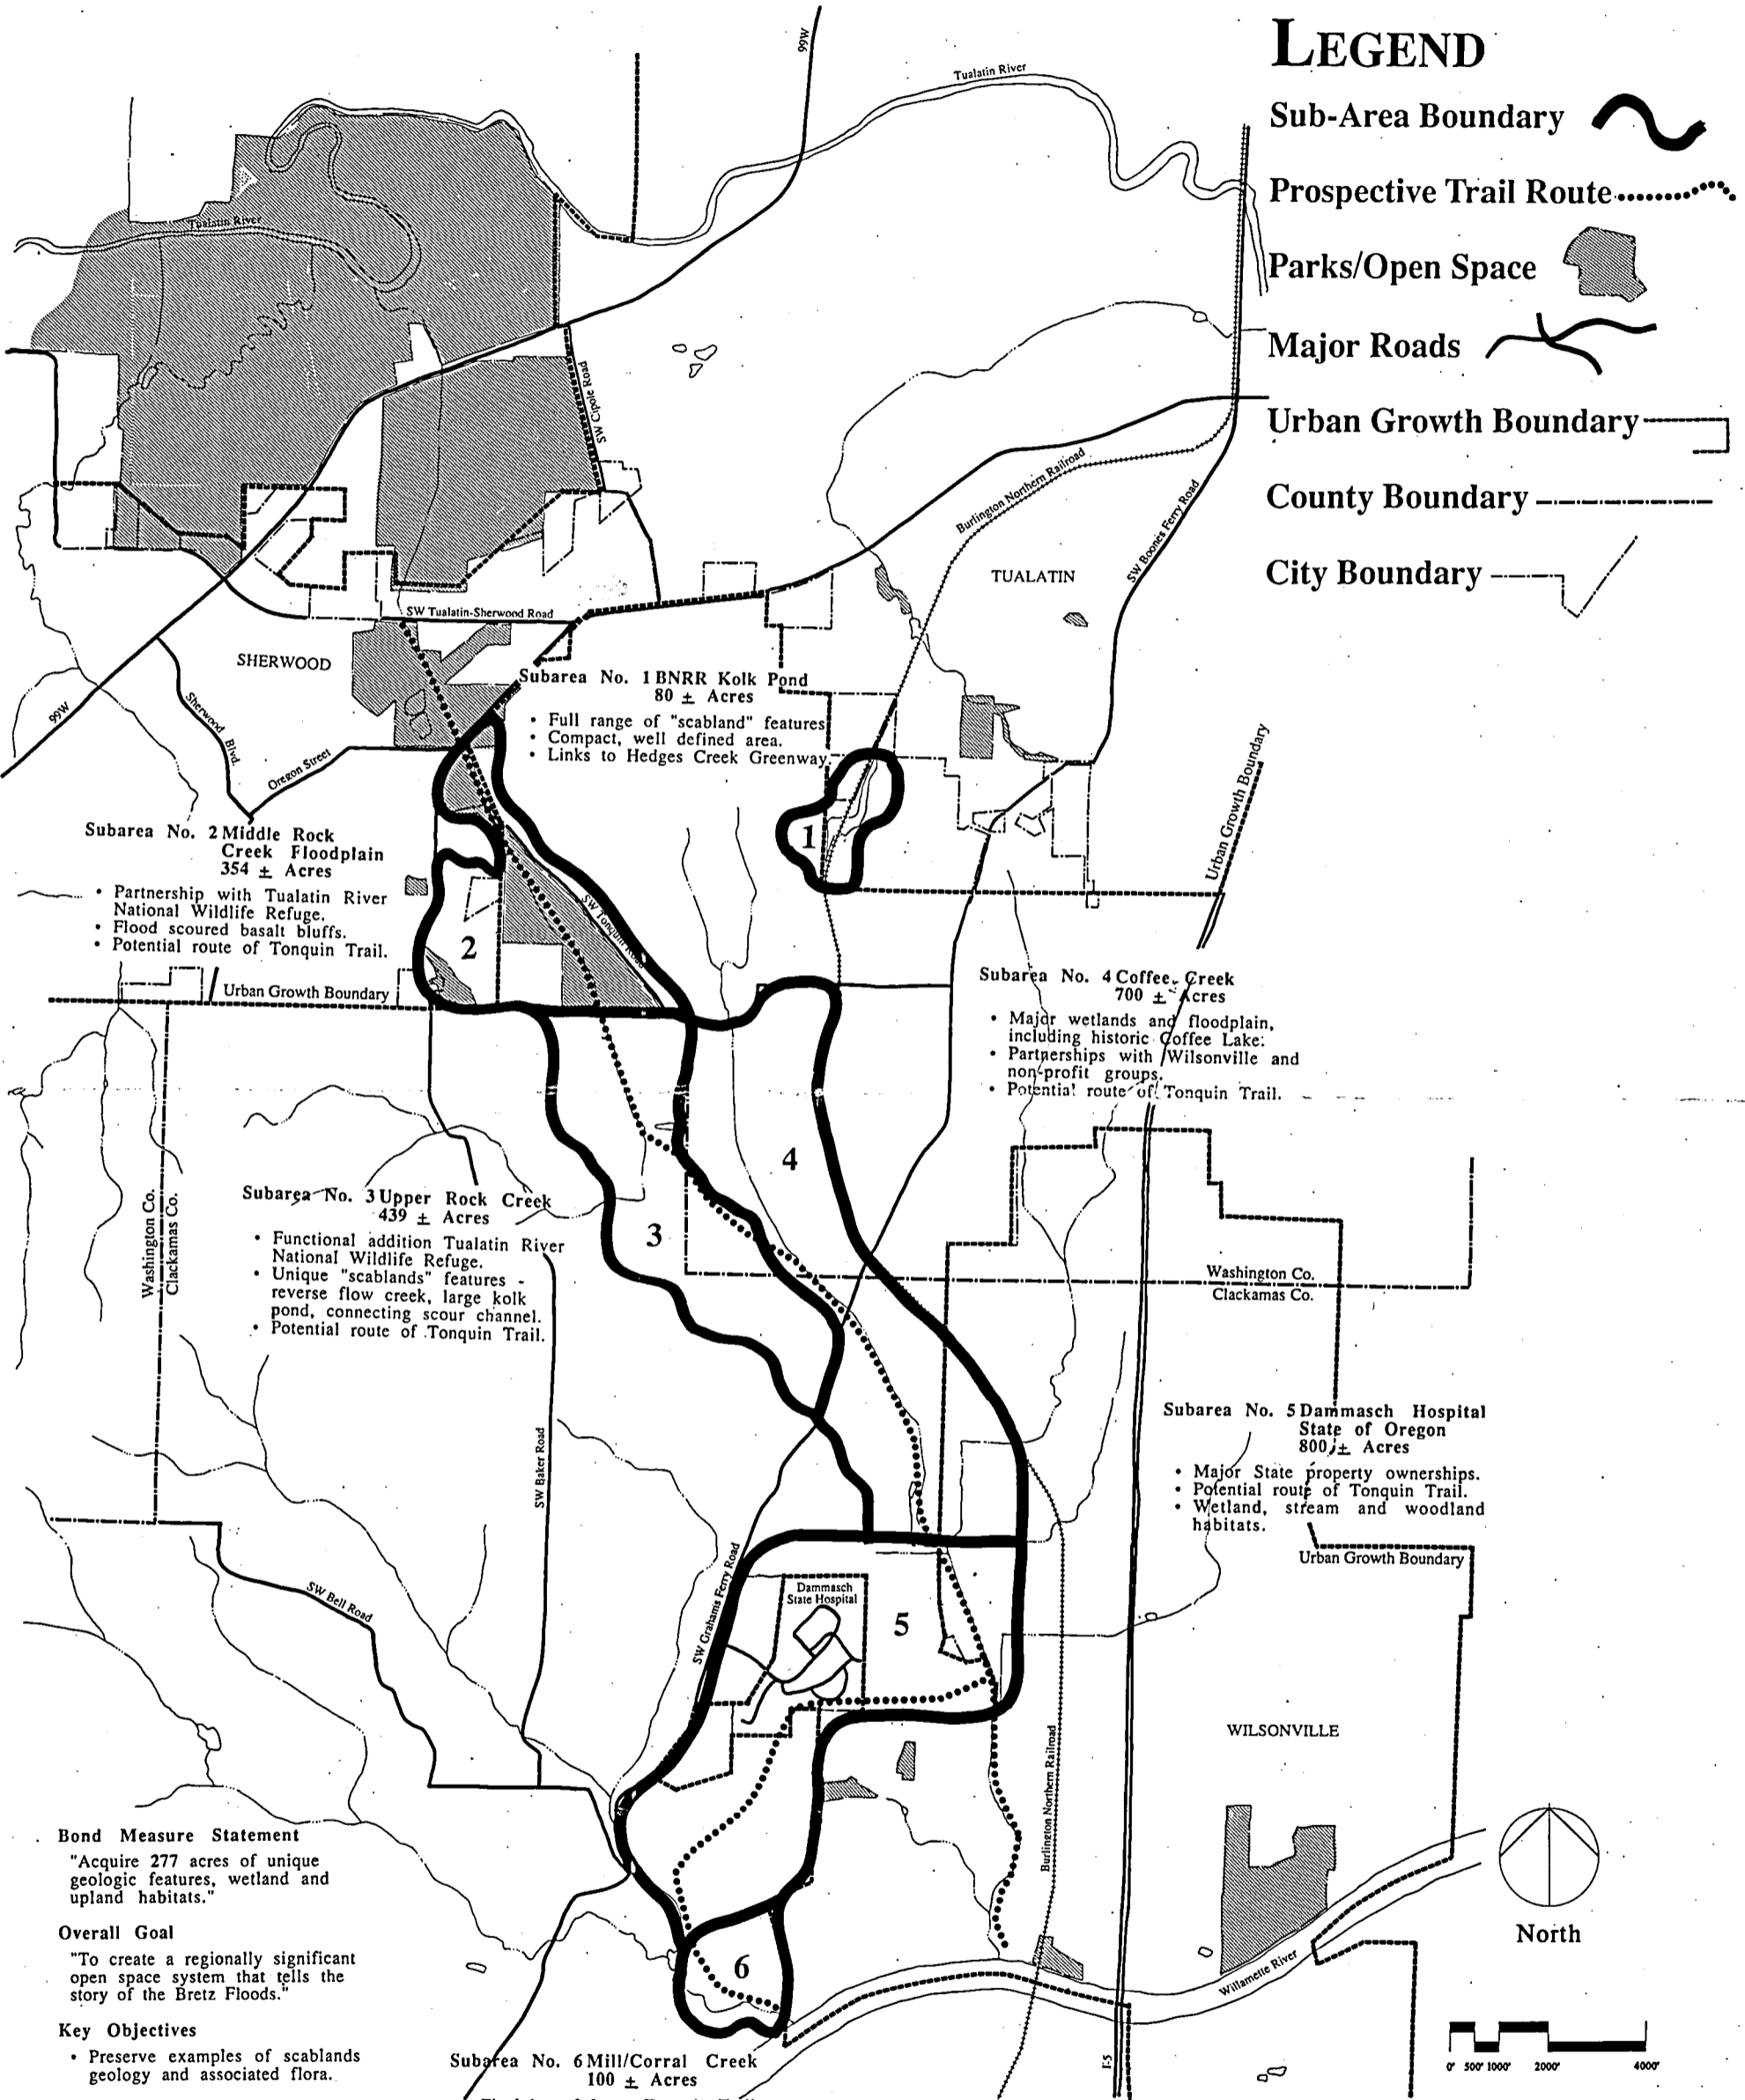 LEGEND
Sub-Area Boundary
Prospective Trail Route
Parks/Open Space
Major Roads
Urban Growth Boundary
County Boundary
City Boundary
99W
Tualatin River
Tualatin River
SW Cipole Road
Burlington Northern Railroad
SW Boones Ferry Road
TUALATIN
SW Tualatin-Sherwood Road
SHERWOOD
99W
Sherwood Blvd.
Oregon Street
Subarea No. 1 BNRR Kolk Pond
80 ± Acres
• Full range of "scabland" features
• Compact, well defined area.
• Links to Hedges Creek Greenway.
Urban Growth Boundary
1
Subarea No. 2 Middle Rock
Creek Floodplain
354 ± Acres
• Partnership with Tualatin River
National Wildlife Refuge.
• Flood scoured basalt bluffs.
• Potential route of Tonquin Trail.
SW Tonquin Road
2
Urban Growth Boundary
Subarea No. 4 Coffee Creek
700 ± Acres
• Major wetlands and floodplain,
including historic Coffee Lake.
• Partnerships with Wilsonville and
non-profit groups.
• Potential route of Tonquin Trail.
4
Washington Co.
Clackamas Co.
Subarea No. 3 Upper Rock Creek
439 ± Acres
• Functional addition Tualatin River
National Wildlife Refuge.
• Unique "scablands" features -
reverse flow creek, large kolk
pond, connecting scour channel.
• Potential route of Tonquin Trail.
3
Washington Co.
Clackamas Co.
Subarea No. 5 Dammasch Hospital
State of Oregon
800 ± Acres
• Major State property ownerships.
• Potential route of Tonquin Trail.
• Wetland, stream and woodland
habitats.
Urban Growth Boundary
SW Baker Road
SW Bell Road
SW Grahams Ferry Road
Dammasch
State Hospital
5
Burlington Northern Railroad
WILSONVILLE
Bond Measure Statement
"Acquire 277 acres of unique
geologic features, wetland and
upland habitats."
Overall Goal
"To create a regionally significant
open space system that tells the
story of the Bretz Floods."
Key Objectives
• Preserve examples of scablands
geology and associated flora.
6
Willamette River
North
I-5
0' 500' 1000' 2000' 4000'
Subarea No. 6 Mill/Corral Creek
100 ± Acres